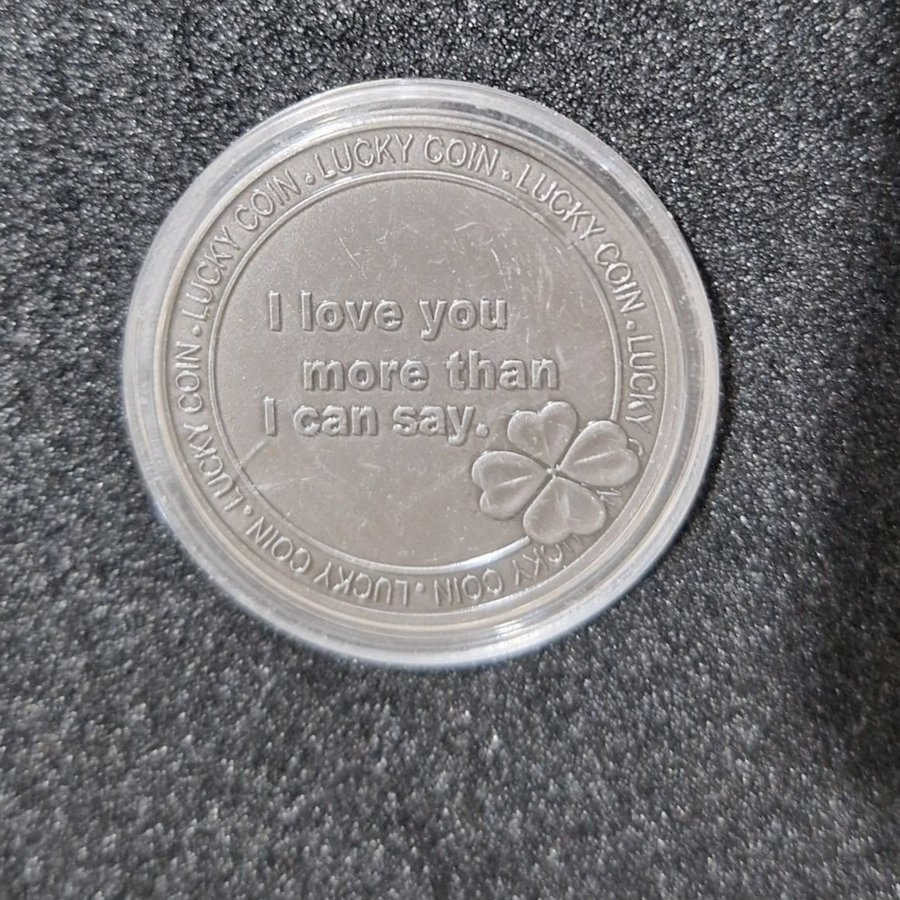 LUCKY COIN · LUCKY COIN · LUCKY COIN · LUCKY COIN · LUCKY COIN · LUCKY COIN · LUCKY COIN ·
I love you
more than
I can say.